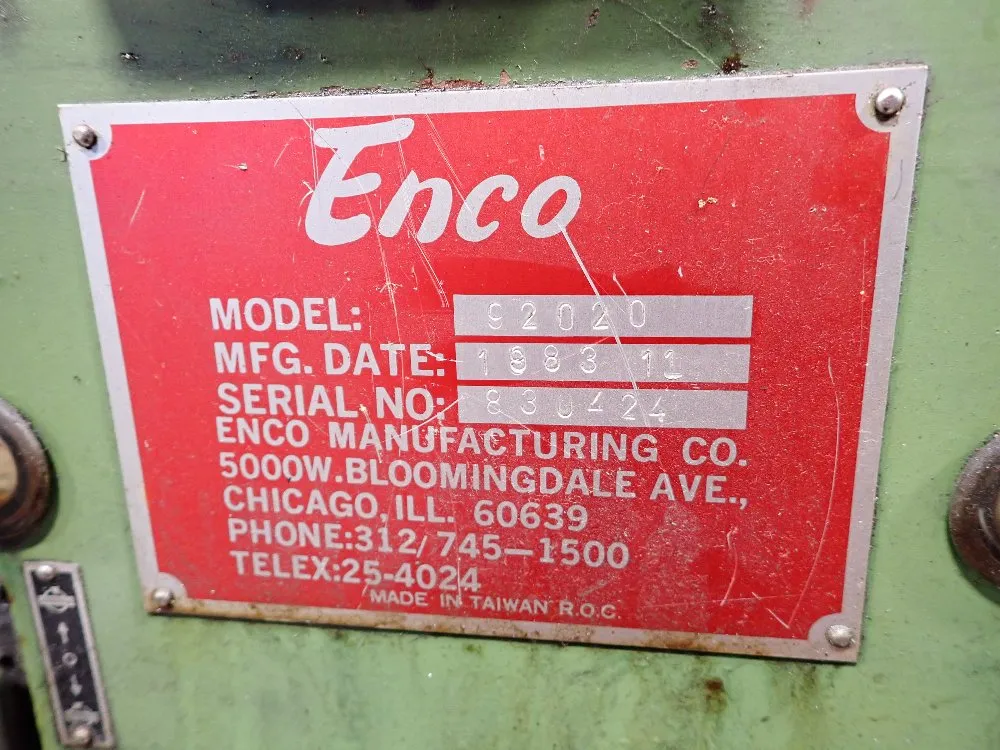 Enco
MODEL: 92020
MFG. DATE: 1983 11
SERIAL NO: 830424
ENCO MANUFACTURING CO.
5000W.BLOOMINGDALE AVE.,
CHICAGO, ILL. 60639
PHONE:312/745—1500
TELEX:25-4024
MADE IN TAIWAN R.O.C.